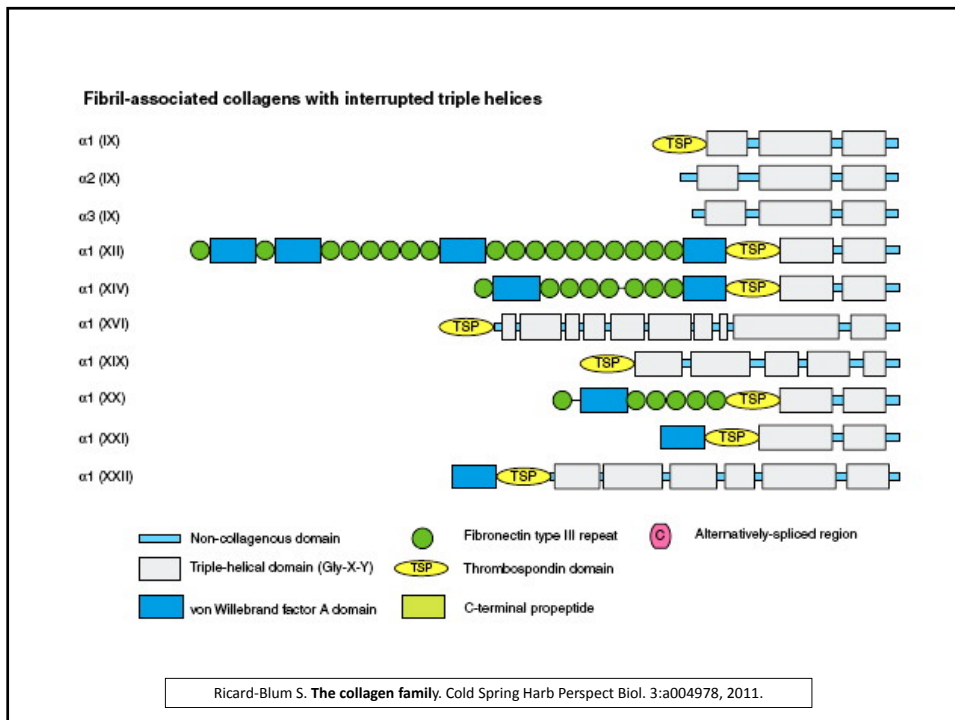 Fibril-associated collagens with interrupted triple helices
α1 (IX)
TSP
α2 (IX)
α3 (IX)
α1 (XII)
TSP
α1 (XIV)
TSP
α1 (XVI)
TSP
α1 (XIX)
TSP
α1 (XX)
TSP
α1 (XXI)
TSP
α1 (XXII)
TSP
Non-collagenous domain
Fibronectin type III repeat
C Alternatively-spliced region
Triple-helical domain (Gly-X-Y)
TSP Thrombospondin domain
von Willebrand factor A domain
C-terminal propeptide
Ricard-Blum S. The collagen family. Cold Spring Harb Perspect Biol. 3:a004978, 2011.